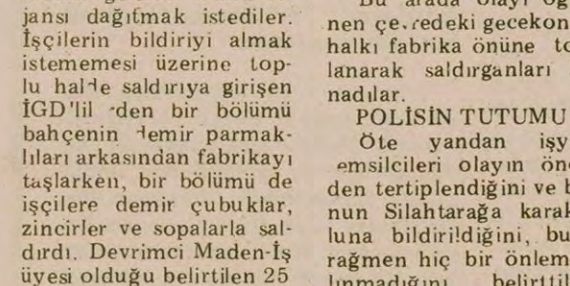 jansı dağıtmak istediler.
İşçilerin bildiriyi almak
istememesi üzerine top-
lu halde saldırıya girişen
İGD'lil den bir bölümü
bahçenin demir parmak-
lıları arkasından fabrikayı
taşlarken, bir bölümü de
işçilere demir çubuklar,
zincirler ve sopalarla sal-
dırdı. Devrimci Maden-İş
üyesi olduğu belirtilen 25
Bu arada olayı öğ
nen çevredeki gecekon
halkı fabrika önüne to
lanarak saldırganları
nadılar.
POLİSİN TUTUMU
Öte yandan işy
emsilcileri olayın ön
den tertiplendiğini ve b
nun Silahtarağa karak
luna bildirildiğini, bu
rağmen hiç bir önlem
lınmadığını belirttil